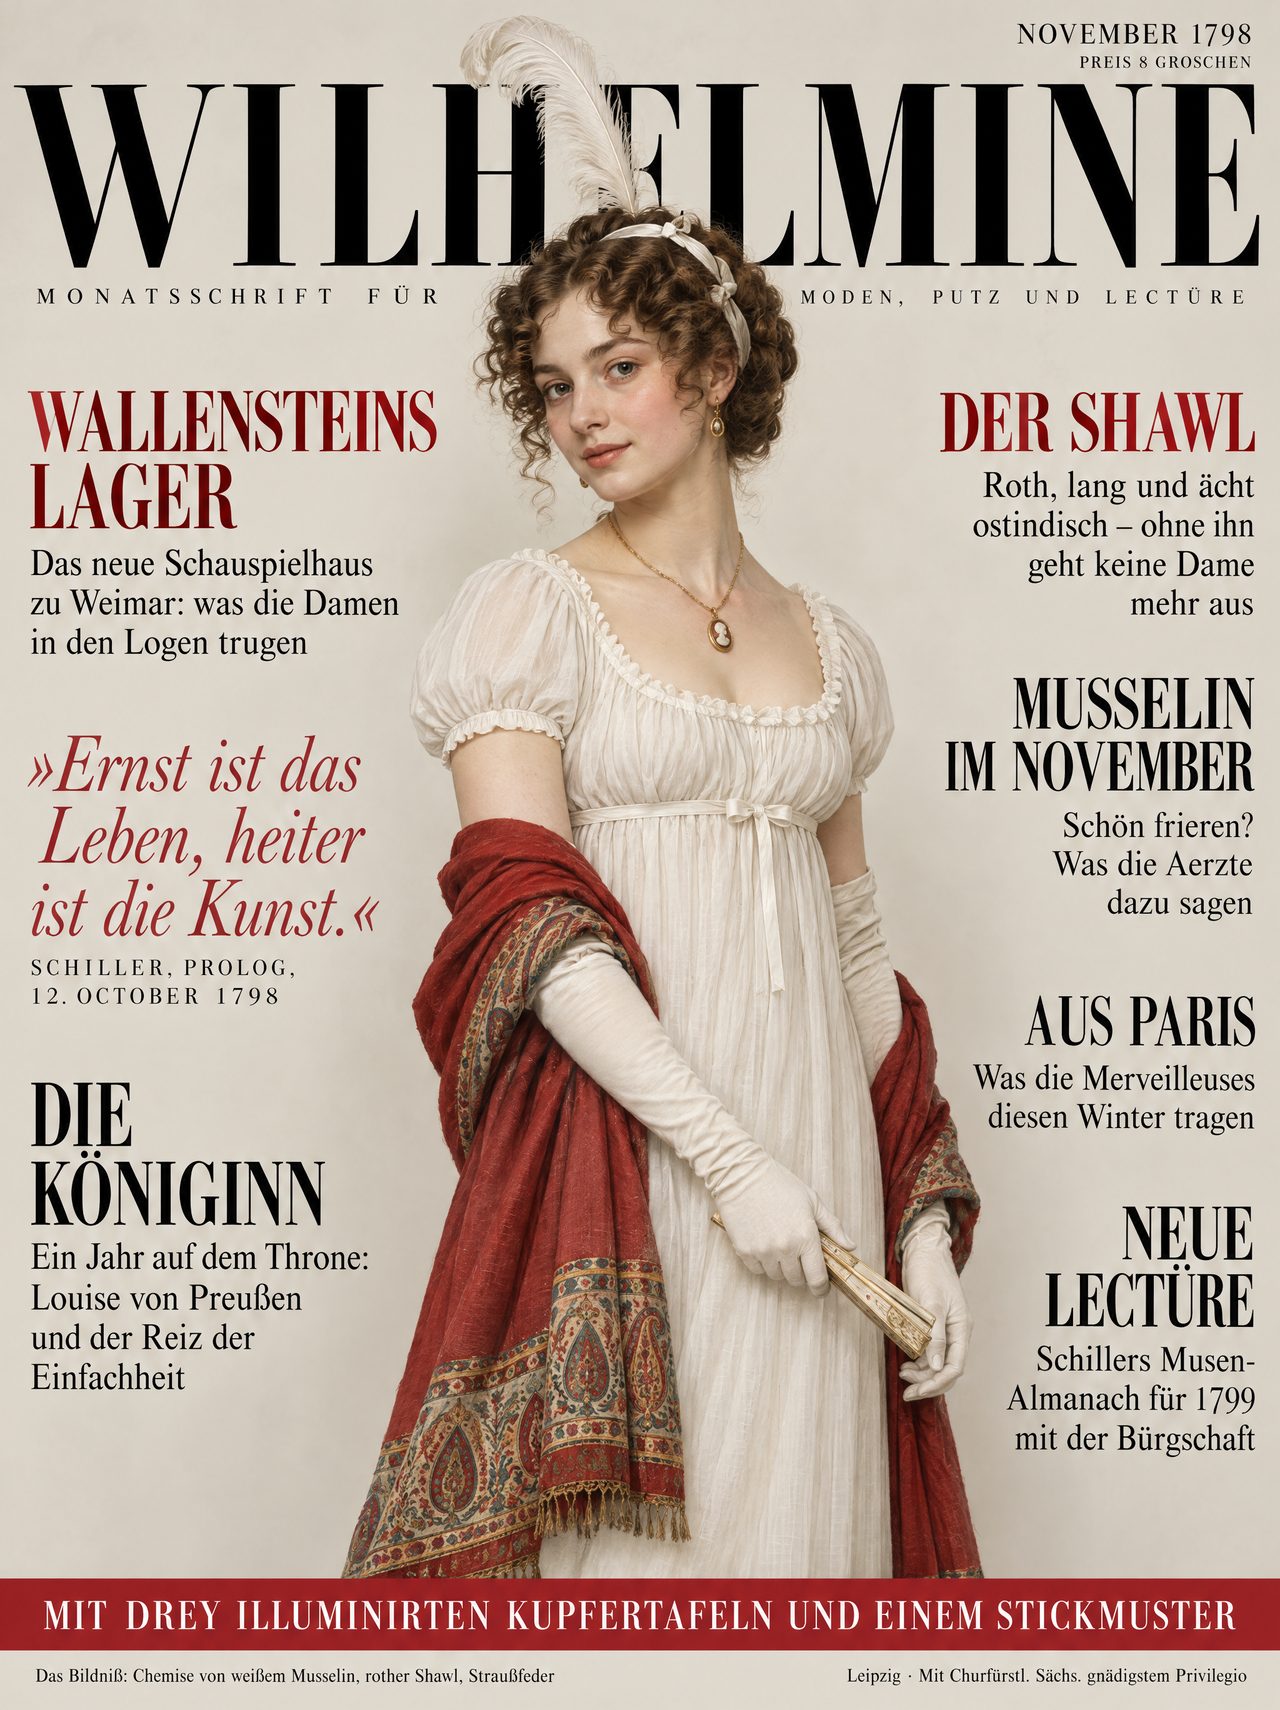 NOVEMBER 1798
PREIS 8 GROSCHEN
WILHELMINE
MONATSSCHRIFT FÜR MODEN, PUTZ UND LECTÜRE
WALLENSTEINS
LAGER
Das neue Schauspielhaus
zu Weimar: was die Damen
in den Logen trugen
»Ernst ist das
Leben, heiter
ist die Kunst.«
SCHILLER, PROLOG,
12. OCTOBER 1798
DIE
KÖNIGINN
Ein Jahr auf dem Throne:
Louise von Preußen
und der Reiz der
Einfachheit
DER SHAWL
Roth, lang und ächt
ostindisch – ohne ihn
geht keine Dame
mehr aus
MUSSELIN
IM NOVEMBER
Schön frieren?
Was die Aerzte
dazu sagen
AUS PARIS
Was die Merveilleuses
diesen Winter tragen
NEUE
LECTÜRE
Schillers Musen-
Almanach für 1799
mit der Bürgschaft
MIT DREY ILLUMINIRTEN KUPFERTAFELN UND EINEM STICKMUSTER
Das Bildniß: Chemise von weißem Musselin, rother Shawl, Straußfeder
Leipzig · Mit Churfürstl. Sächs. gnädigstem Privilegio